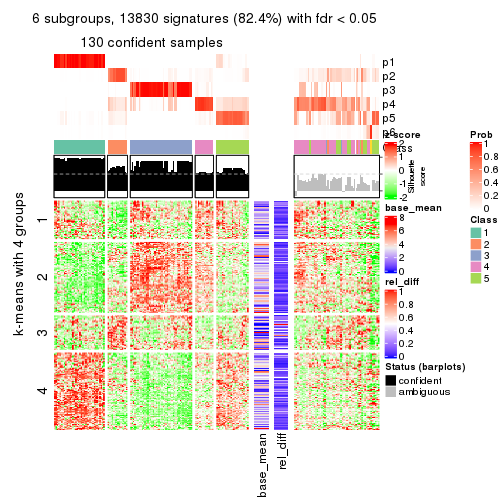 6 subgroups, 13830 signatures (82.4%) with fdr < 0.05
130 confident samples
p1
p2
p3
p4
p5
p6
Class
Silhouette
score
k-means with 4 groups
1
2
3
4
base_mean
rel_diff
z-score
2
1
0
-1
-2
base_mean
8
6
4
2
0
rel_diff
1
0.8
0.6
0.4
0.2
0
Status (barplots)
confident
ambiguous
Prob
1
0.8
0.6
0.4
0.2
0
Class
1
2
3
4
5